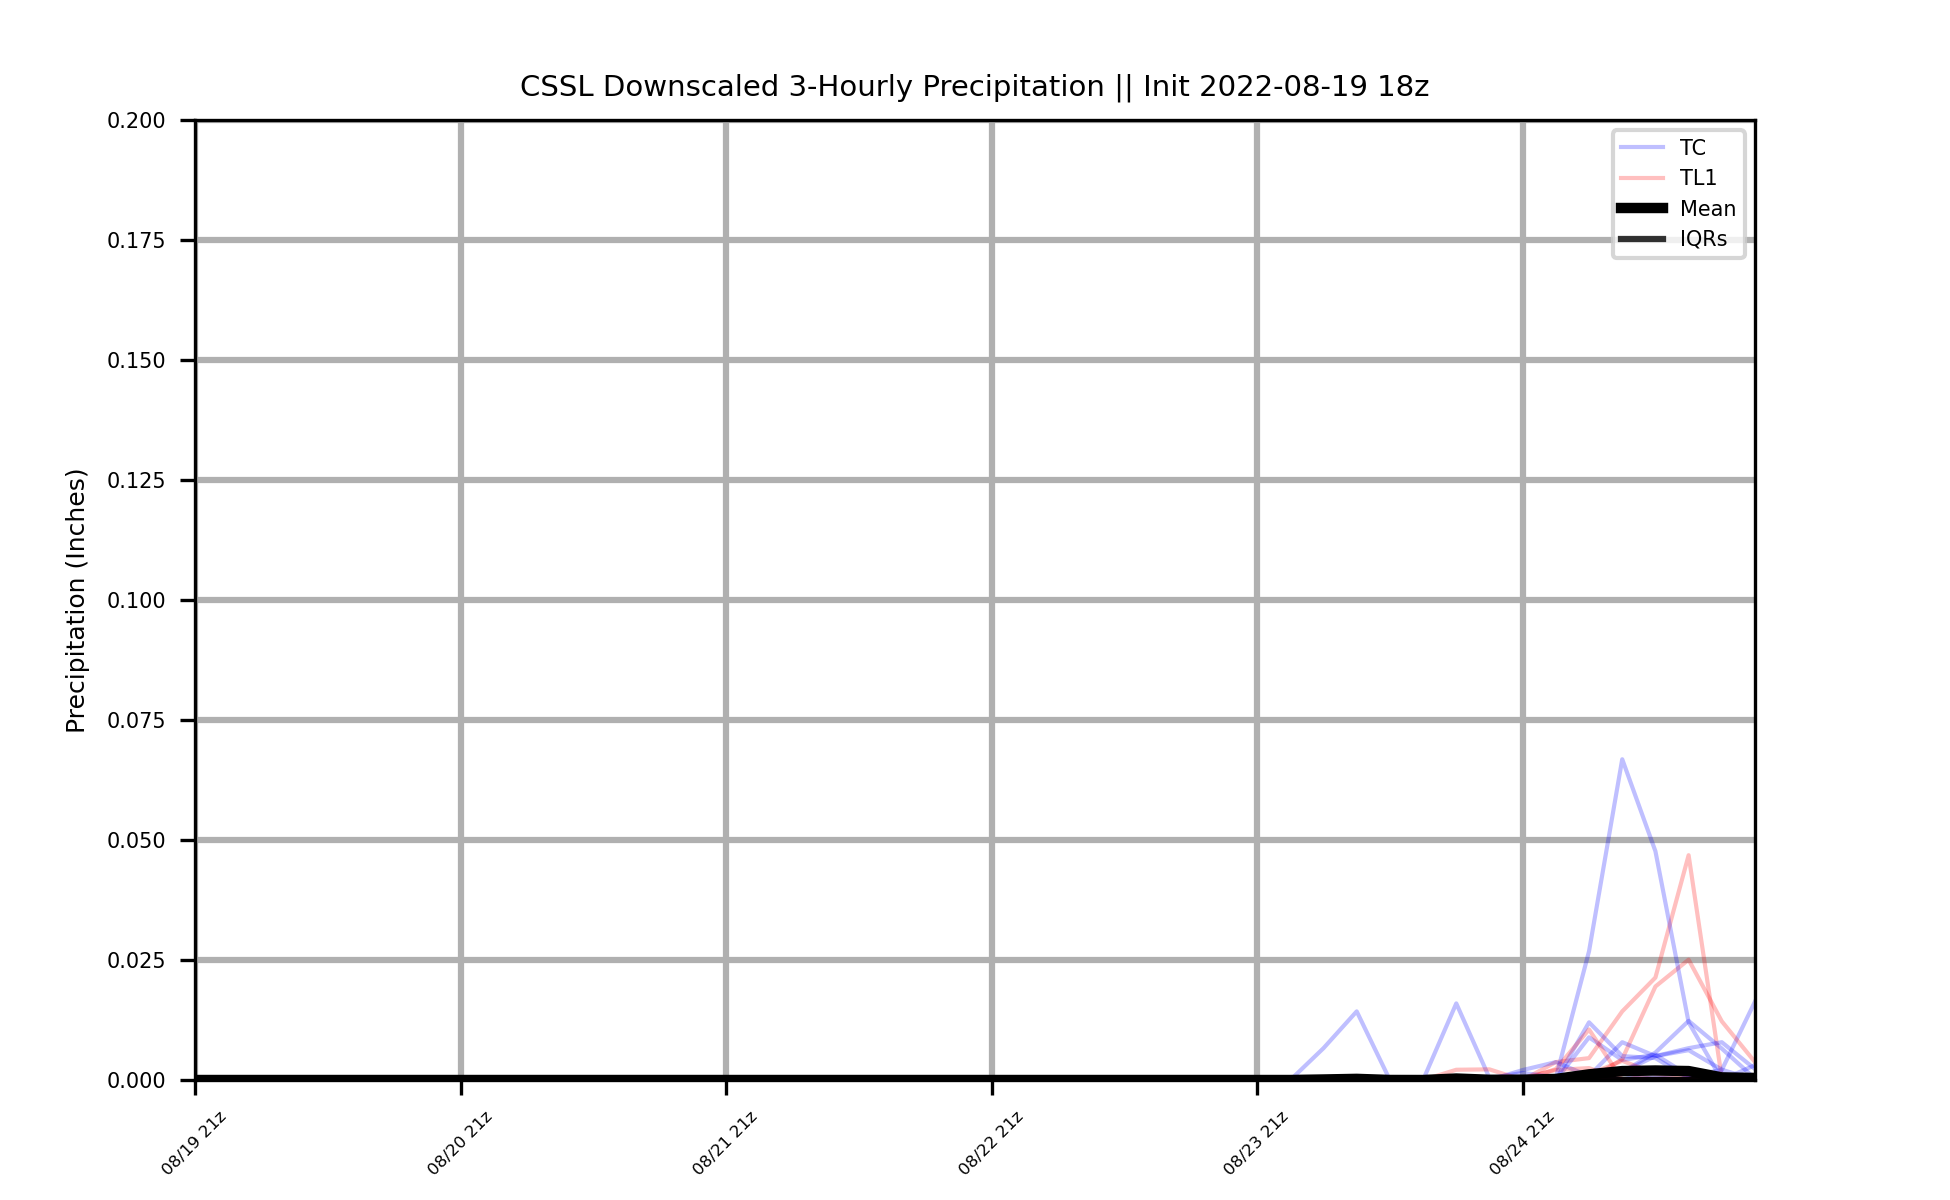 CSSL Downscaled 3-Hourly Precipitation || Init 2022-08-19 18z
TC
TL1
Mean
IQRs
Precipitation (Inches)
0.200
0.175
0.150
0.125
0.100
0.075
0.050
0.025
0.000
08/19 21z
08/20 21z
08/21 21z
08/22 21z
08/23 21z
08/24 21z